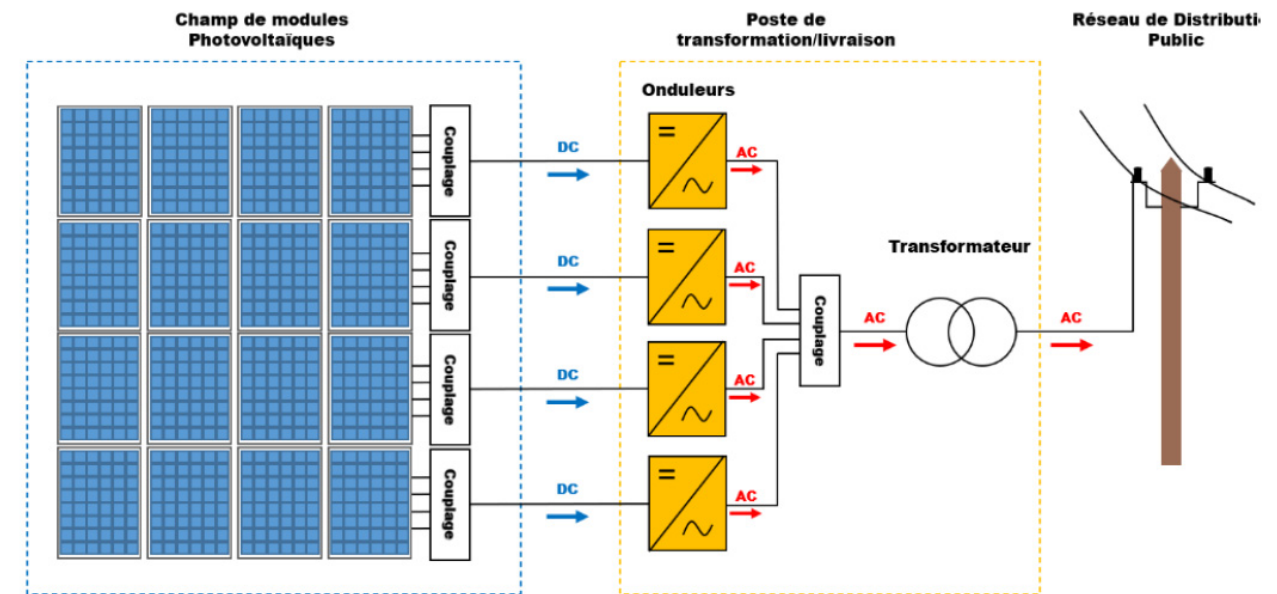 Champ de modules
Photovoltaïques
Poste de
transformation/livraison
Réseau de Distributi
Public
Onduleurs
Couplage
DC
AC
Couplage
DC
AC
Transformateur
Couplage
AC
AC
Couplage
DC
AC
Couplage
DC
AC